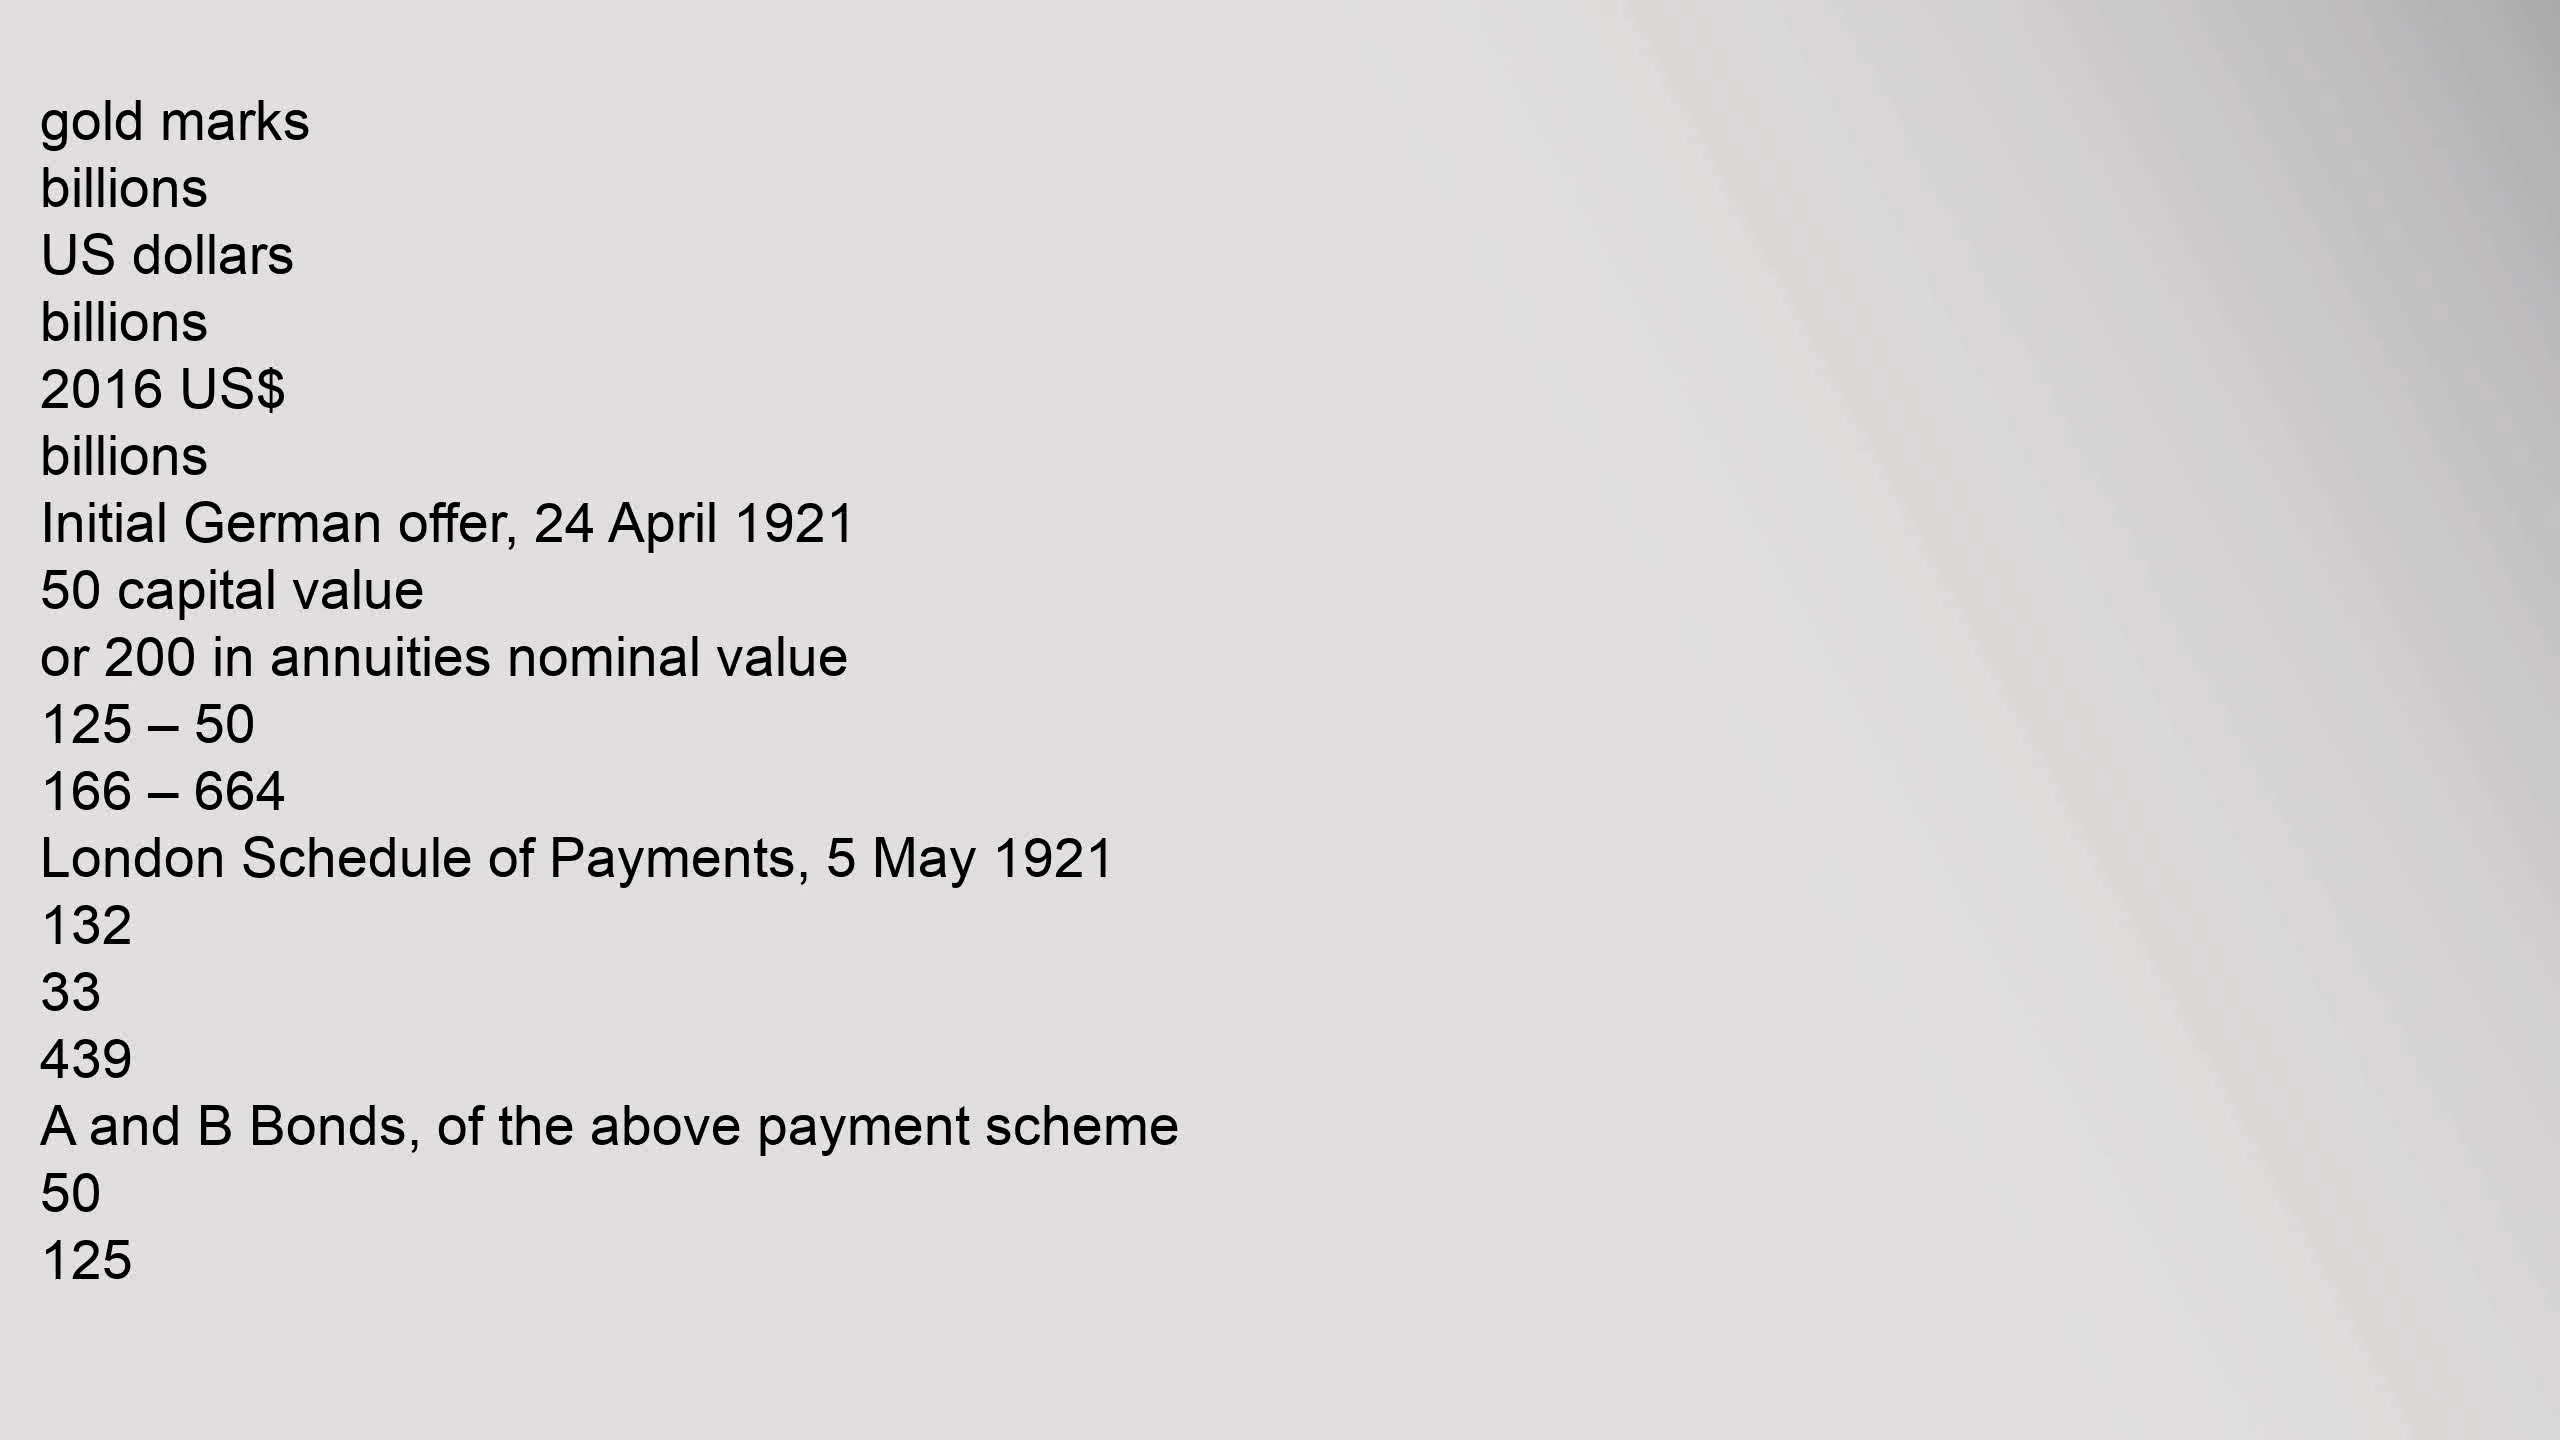 gold marks
billions
US dollars
billions
2016 US$
billions
Initial German offer, 24 April 1921
50 capital value
or 200 in annuities nominal value
125 – 50
166 – 664
London Schedule of Payments, 5 May 1921
132
33
439
A and B Bonds, of the above payment scheme
50
125